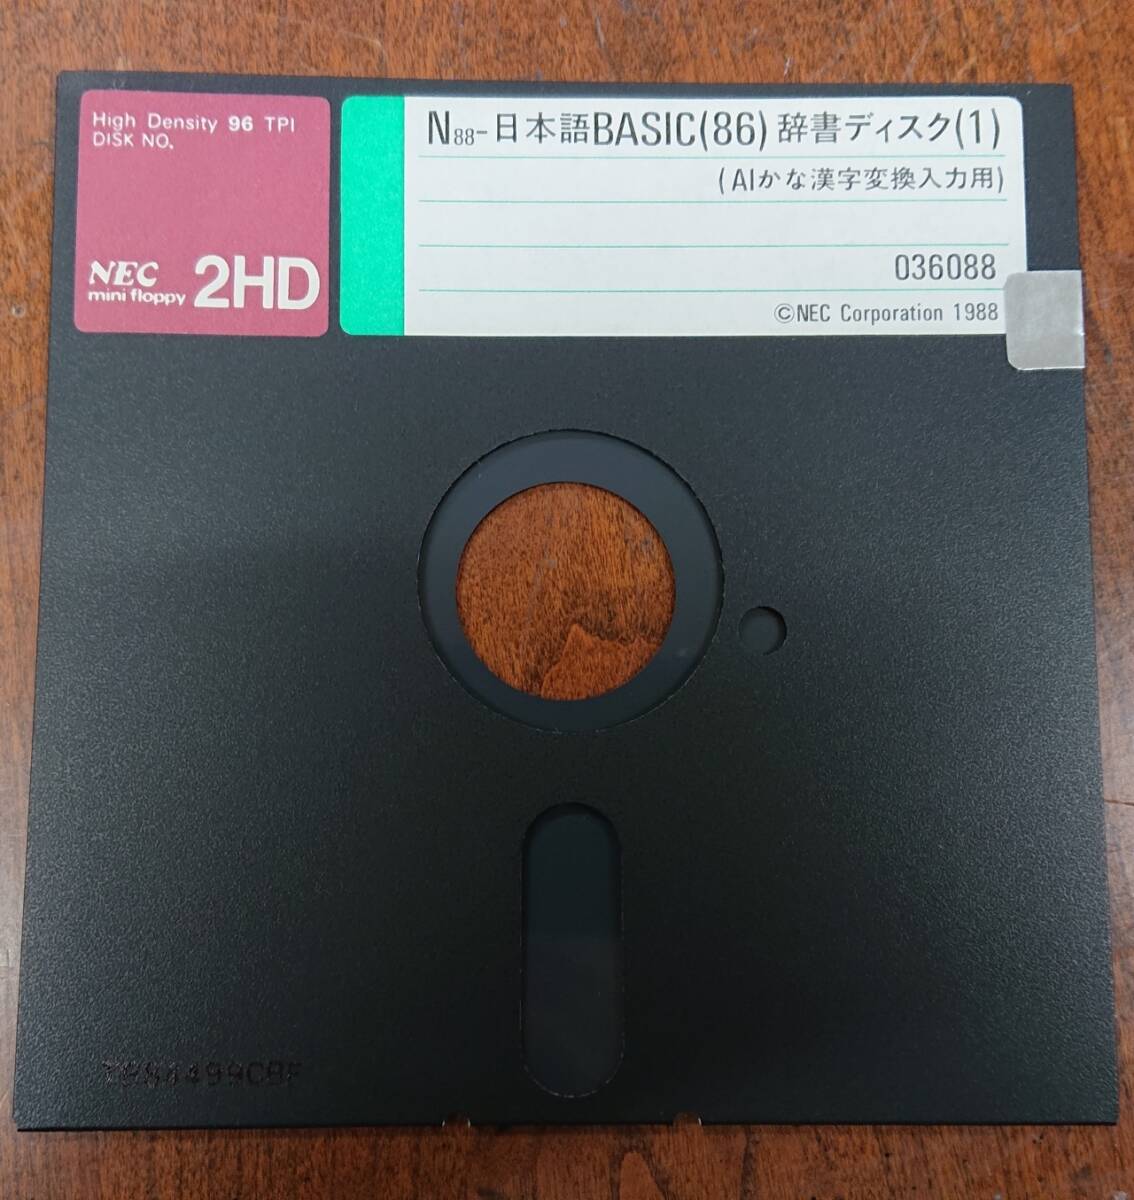 High Density 96 TPI
DISK NO.
NEC
mini floppy 2HD
N88-日本語BASIC(86) 辞書ディスク(1)
(AIかな漢字変換入力用)
036088
©NEC Corporation 1988